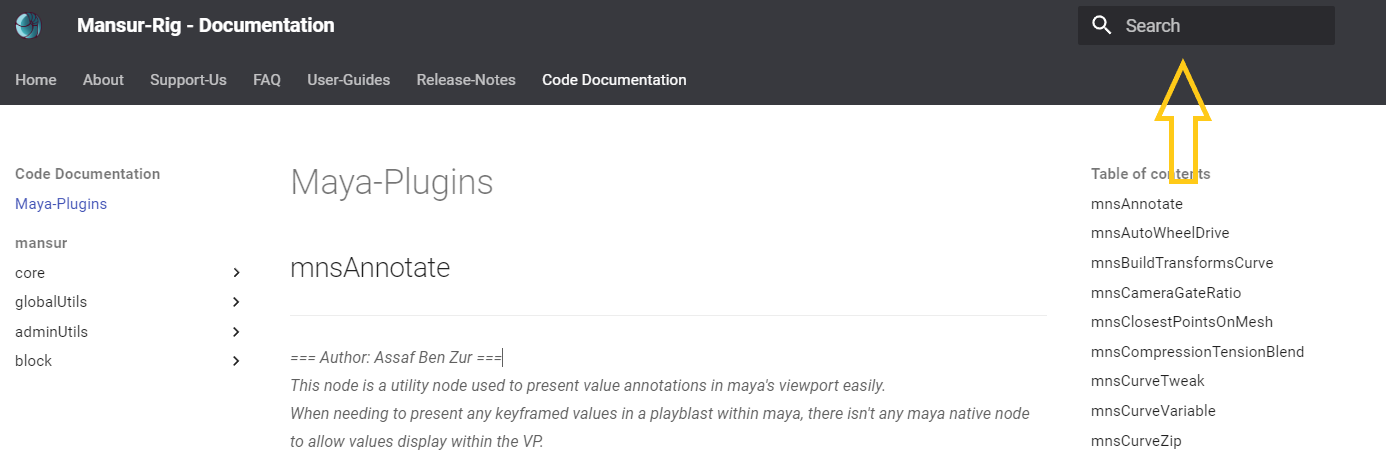 Mansur-Rig - Documentation
Search
Home About Support-Us FAQ User-Guides Release-Notes Code Documentation
Code Documentation
Maya-Plugins
mansur
core
globalUtils
adminUtils
block
Maya-Plugins
mnsAnnotate
=== Author: Assaf Ben Zur ===
This node is a utility node used to present value annotations in maya's viewport easily.
When needing to present any keyframed values in a playblast within maya, there isn't any maya native node
to allow values display within the VP.
Table of contents
mnsAnnotate
mnsAutoWheelDrive
mnsBuildTransformsCurve
mnsCameraGateRatio
mnsClosestPointsOnMesh
mnsCompressionTensionBlend
mnsCurveTweak
mnsCurveVariable
mnsCurveZip